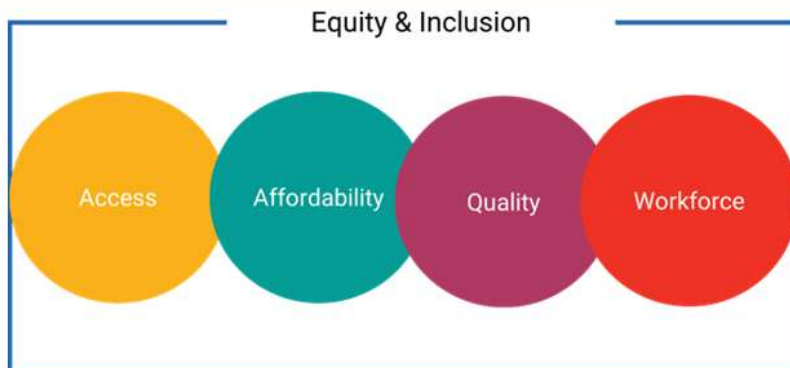 Equity & Inclusion
Access
Affordability
Quality
Workforce